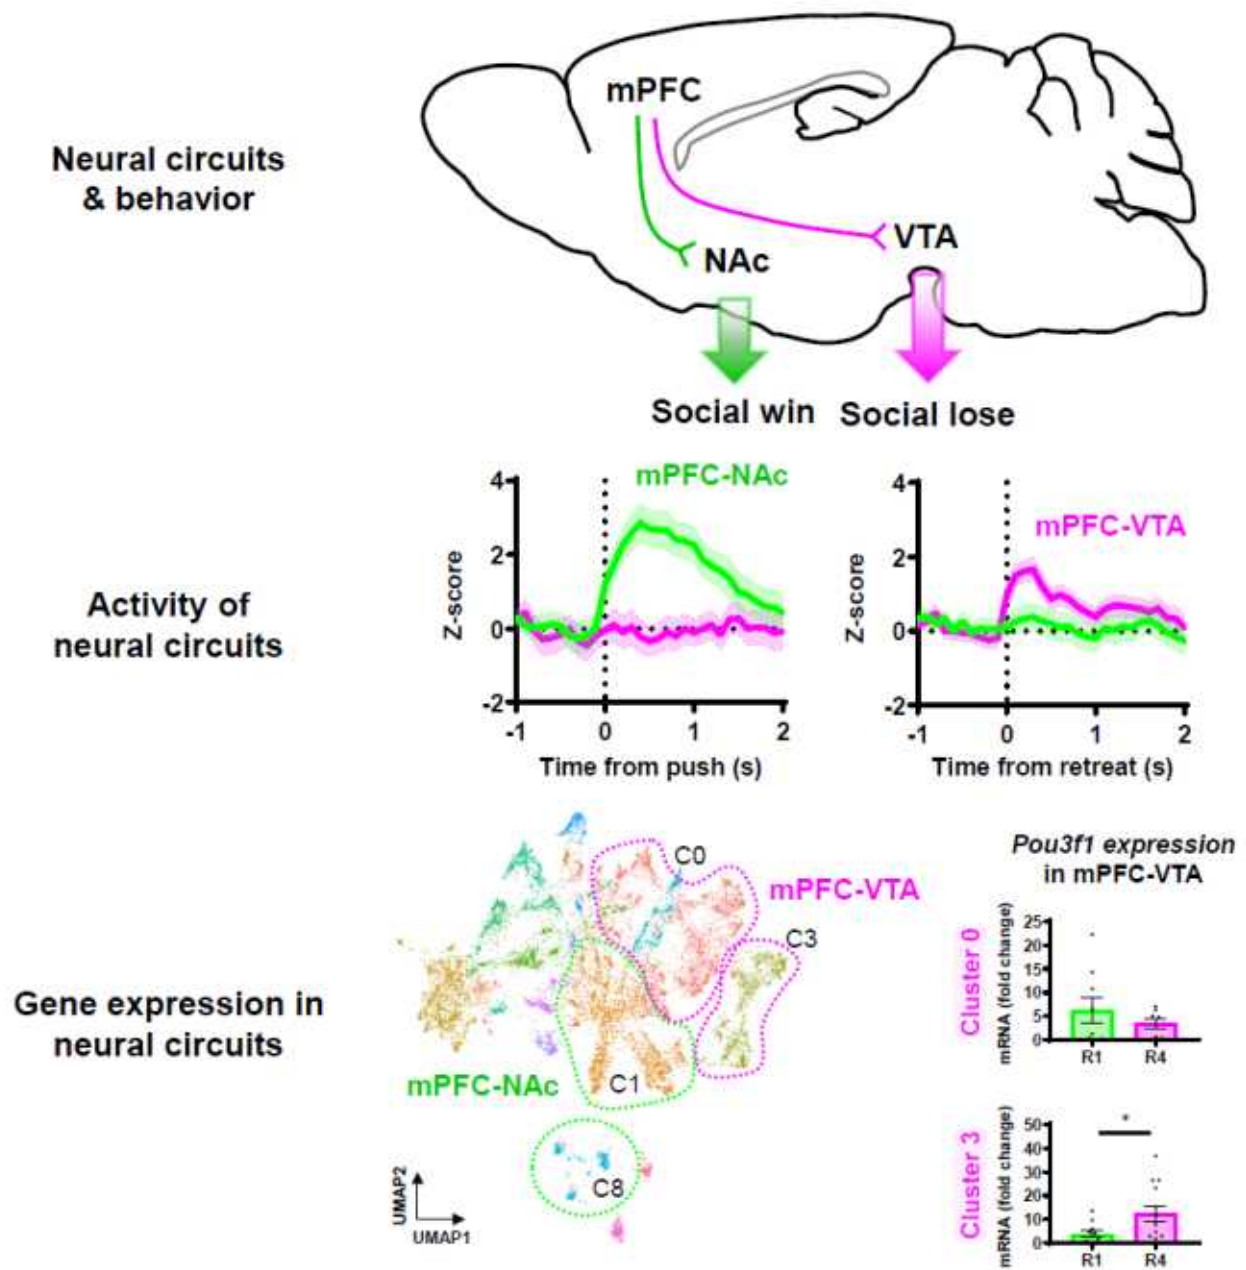 Neural circuits
& behavior
mPFC
NAc
VTA
Social win
Social lose
Activity of
neural circuits
mPFC-NAc
Z-score
4
2
0
-2
-1
0
1
2
Time from push (s)
mPFC-VTA
Z-score
4
2
0
-2
-1
0
1
2
Time from retreat (s)
Gene expression in
neural circuits
C0
mPFC-VTA
C3
mPFC-NAc
C1
C8
UMAP2
UMAP1
Pou3f1 expression
in mPFC-VTA
Cluster 0
mRNA (fold change)
25
20
15
10
5
0
R1
R4
Cluster 3
mRNA (fold change)
50
40
30
20
10
0
*
R1
R4